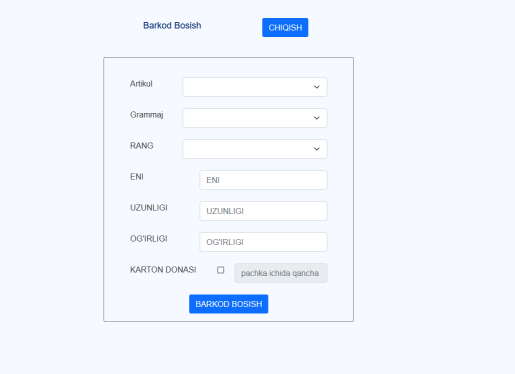 Barkod Bosish CHIQISH
Artikul
Grammaj
RANG
ENI ENI
UZUNLIGI UZUNLIGI
OG'IRLIGI OG'IRLIGI
KARTON DONASI pachka ichida qancha
BARKOD BOSISH